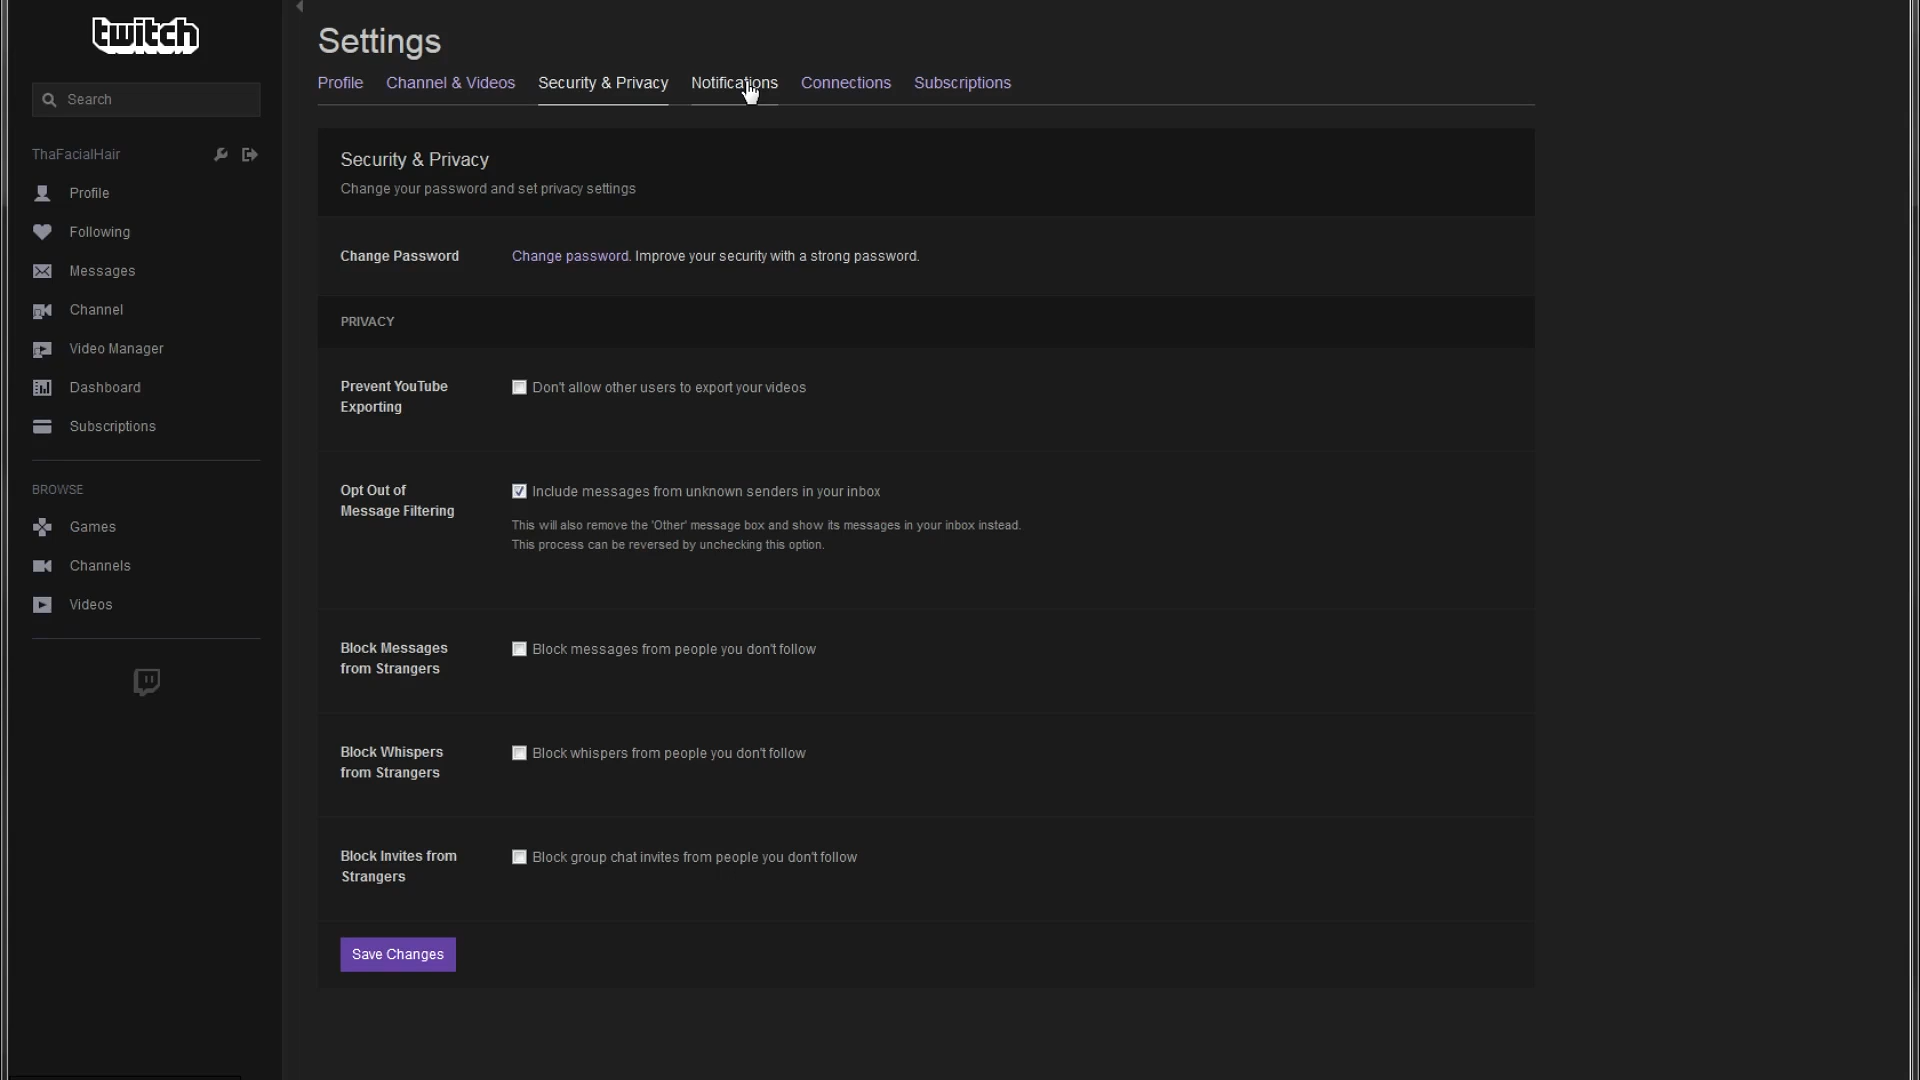 twitch
Search
ThaFacialHair
Profile
Following
Messages
Channel
Video Manager
Dashboard
Subscriptions
BROWSE
Games
Channels
Videos
Settings
Profile Channel & Videos Security & Privacy Notifications Connections Subscriptions
Security & Privacy
Change your password and set privacy settings
Change Password Change password. Improve your security with a strong password.
PRIVACY
Prevent YouTube
Exporting
Don't allow other users to export your videos
Opt Out of
Message Filtering
Include messages from unknown senders in your inbox
This will also remove the 'Other' message box and show its messages in your inbox instead.
This process can be reversed by unchecking this option.
Block Messages
from Strangers
Block messages from people you don't follow
Block Whispers
from Strangers
Block whispers from people you don't follow
Block Invites from
Strangers
Block group chat invites from people you don't follow
Save Changes